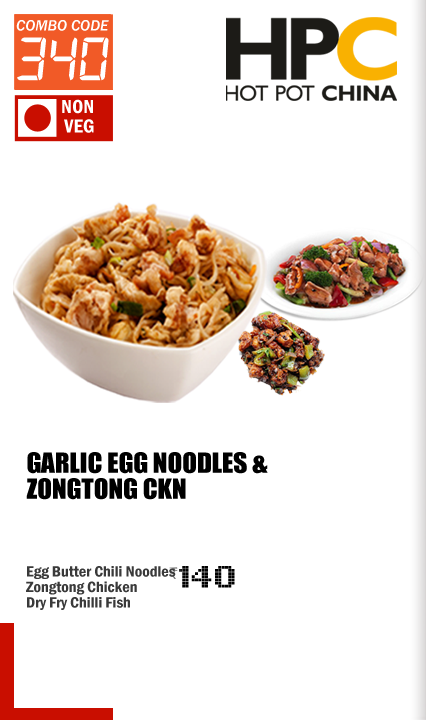 COMBO CODE
340
NON
VEG
HPC
HOT POT CHINA
GARLIC EGG NOODLES &
ZONGTONG CKN
Egg Butter Chili Noodles ₹140
Zongtong Chicken
Dry Fry Chilli Fish